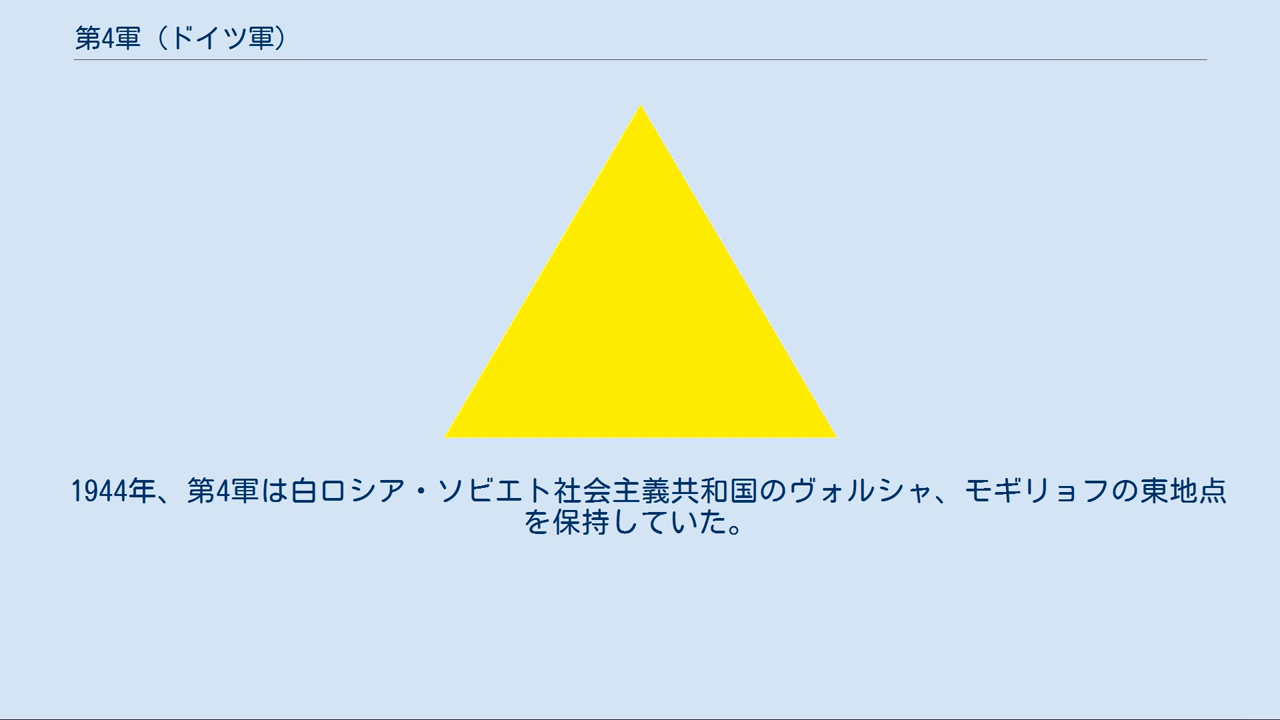 第4軍（ドイツ軍）
1944年、第4軍は白ロシア・ソビエト社会主義共和国のヴォルシャ、モギリョフの東地点
を保持していた。